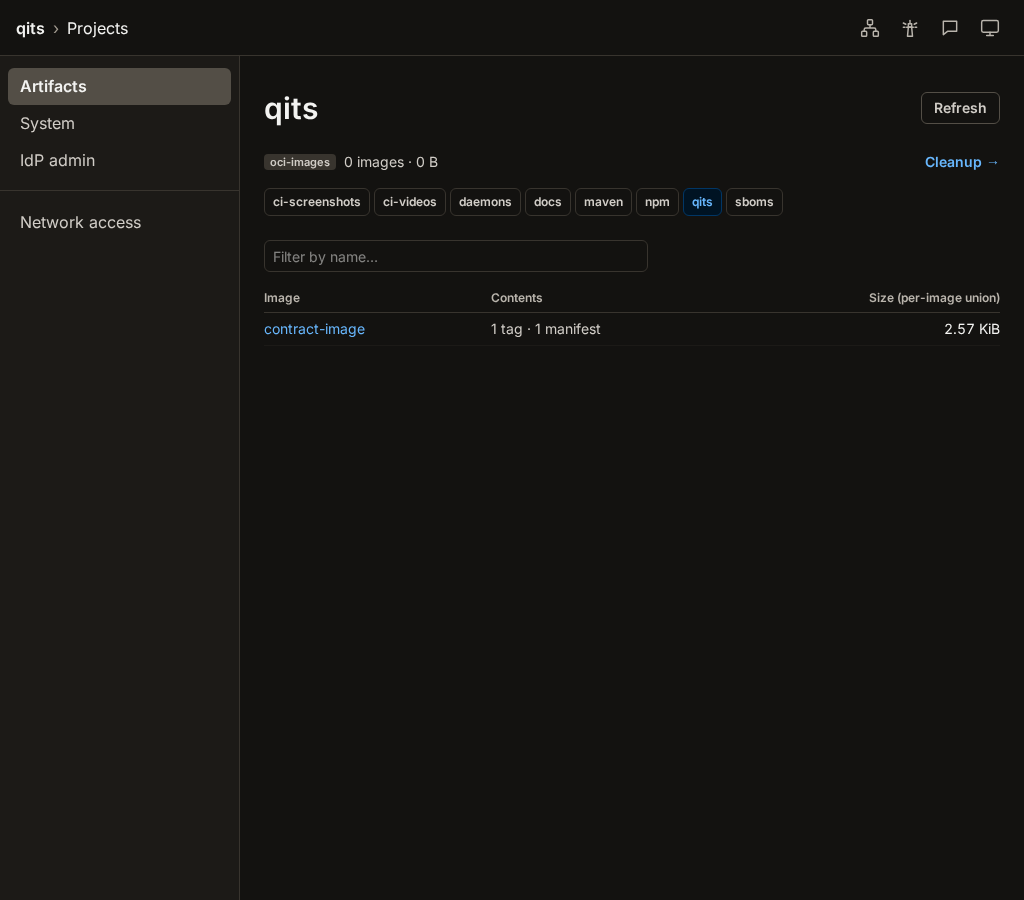 qits › Projects
Artifacts
System
IdP admin
Network access
qits
Refresh
oci-images 0 images · 0 B
Cleanup →
ci-screenshots ci-videos daemons docs maven npm qits sboms
Filter by name...
Image Contents Size (per-image union)
contract-image 1 tag · 1 manifest 2.57 KiB